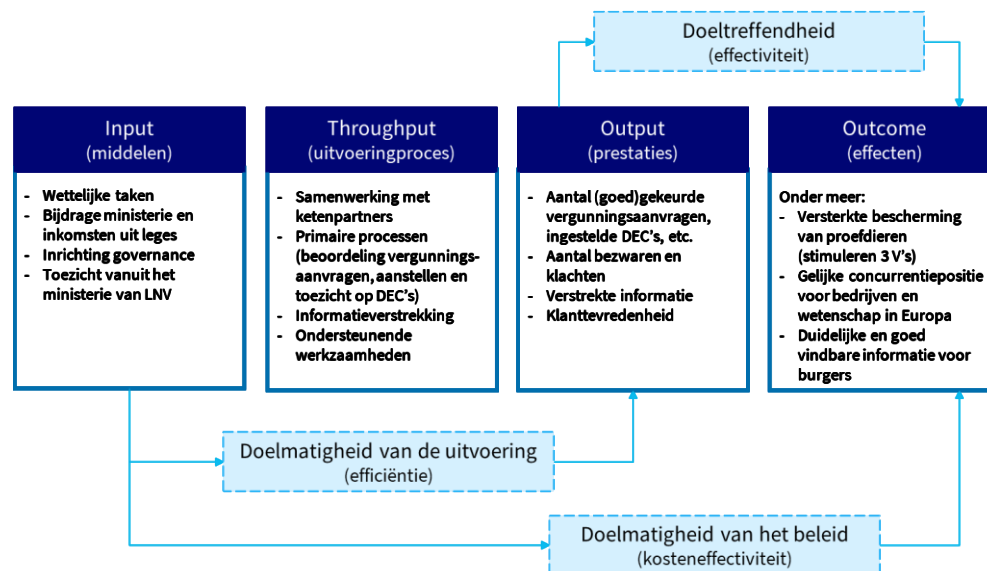 Doeltreffendheid
(effectiviteit)
Input
(middelen)
- Wettelijke taken
- Bijdrage ministerie en
inkomsten uit leges
- Inrichting governance
- Toezicht vanuit het
ministerie van LNV
Throughput
(uitvoeringproces)
- Samenwerking met
ketenpartners
- Primaire processen
(beoordeling vergunnings-
aanvragen, aanstellen en
toezicht op DEC's)
- Informatieverstrekking
- Ondersteunende
werkzaamheden
Output
(prestaties)
- Aantal (goed)gekeurde
vergunningsaanvragen,
ingestelde DEC's, etc.
- Aantal bezwaren en
klachten
- Verstrekte informatie
- Klanttevredenheid
Outcome
(effecten)
Onder meer:
- Versterkte bescherming
van proefdieren
(stimuleren 3 V's)
- Gelijke concurrentiepositie
voor bedrijven en
wetenschap in Europa
- Duidelijke en goed
vindbare informatie voor
burgers
Doelmatigheid van de uitvoering
(efficiëntie)
Doelmatigheid van het beleid
(kosteneffectiviteit)